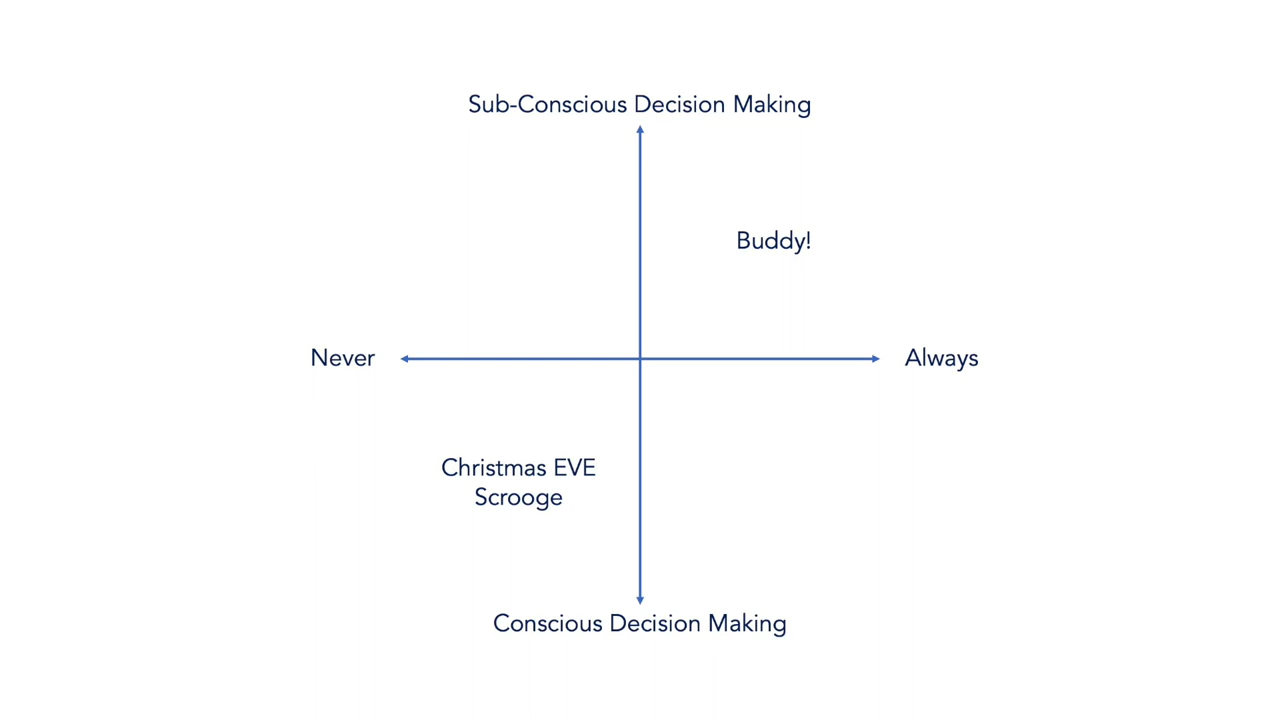 Sub-Conscious Decision Making
Buddy!
Never
Always
Christmas EVE
Scrooge
Conscious Decision Making